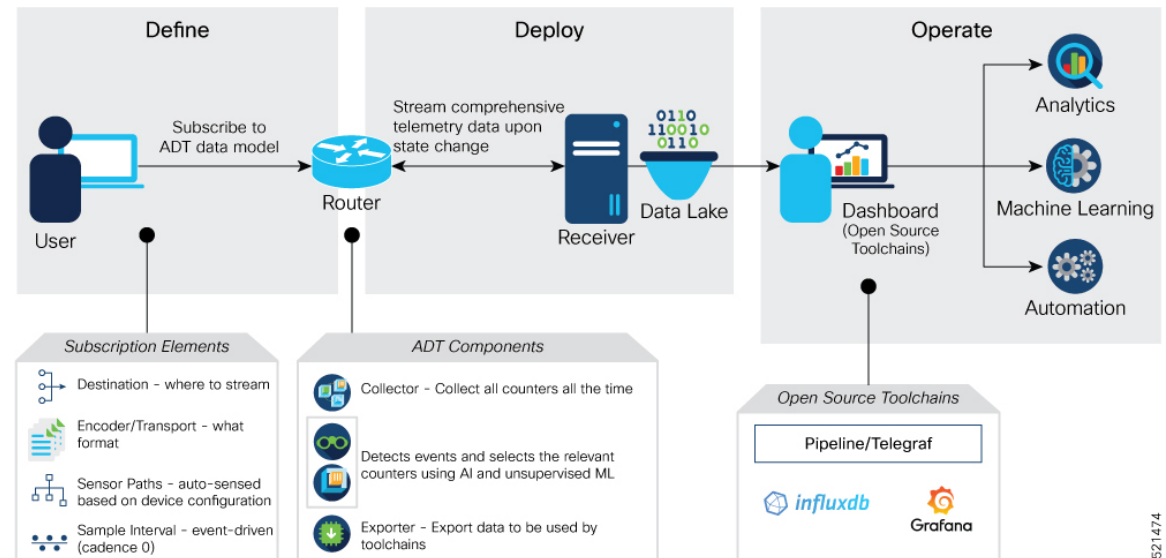 Define
Deploy
Operate
Subscribe to
ADT data model
User
Router
Stream comprehensive
telemetry data upon
state change
0110
110010
0110
Receiver
Data Lake
Dashboard
(Open Source
Toolchains)
Analytics
Machine Learning
Automation
Subscription Elements
Destination - where to stream
Encoder/Transport - what
format
Sensor Paths - auto-sensed
based on device configuration
Sample Interval - event-driven
(cadence 0)
ADT Components
Collector - Collect all counters all the time
Detects events and selects the relevant
counters using AI and unsupervised ML
Exporter - Export data to be used by
toolchains
Open Source Toolchains
Pipeline/Telegraf
influxdb
Grafana
521474